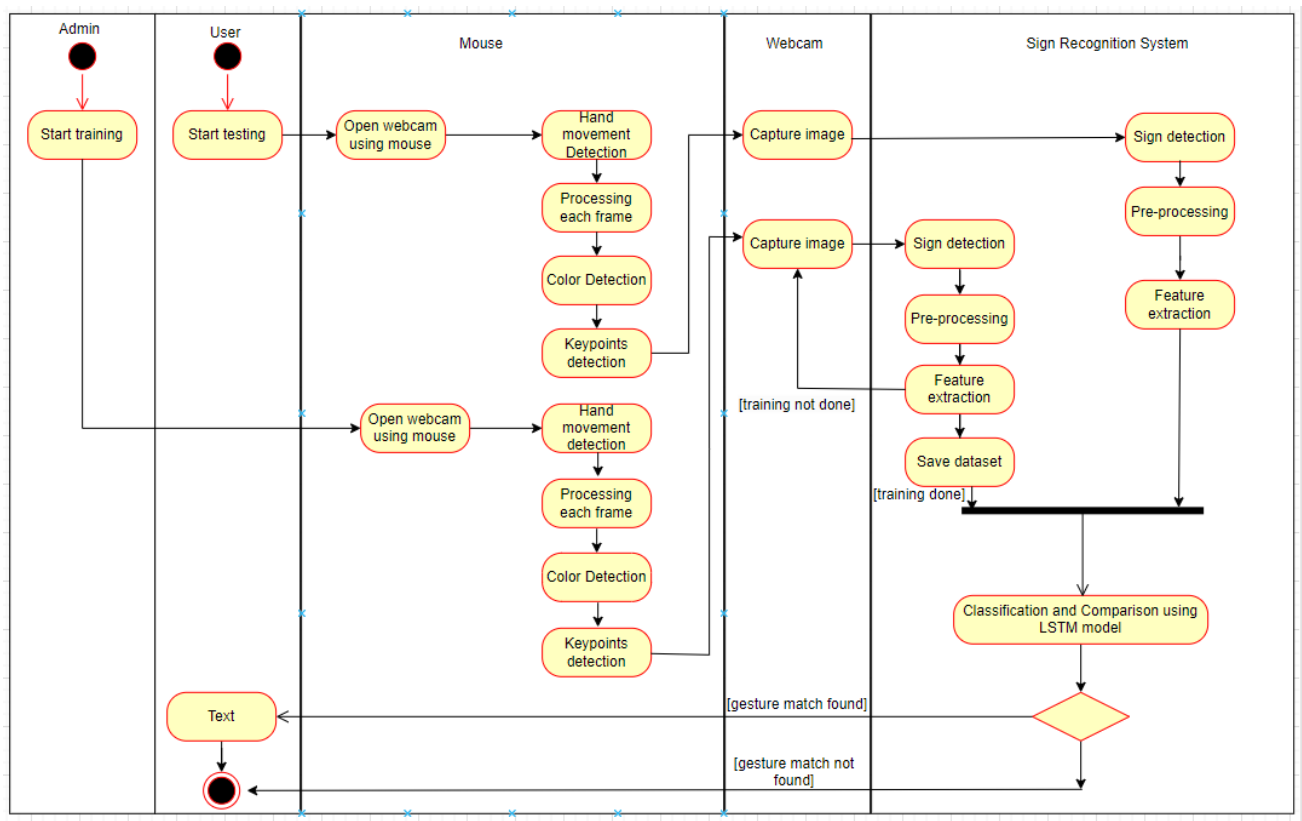 Admin
User
Mouse
Webcam
Sign Recognition System
Start training
Start testing
Open webcam
using mouse
Hand
movement
Detection
Capture image
Sign detection
Processing
each frame
Pre-processing
Color Detection
Capture image
Sign detection
Feature
extraction
Keypoints
detection
Pre-processing
Feature
extraction
[training not done]
Open webcam
using mouse
Hand
movement
detection
Save dataset
[training done]
Processing
each frame
Color Detection
Classification and Comparison using
LSTM model
Keypoints
detection
Text
[gesture match found]
[gesture match not
found]